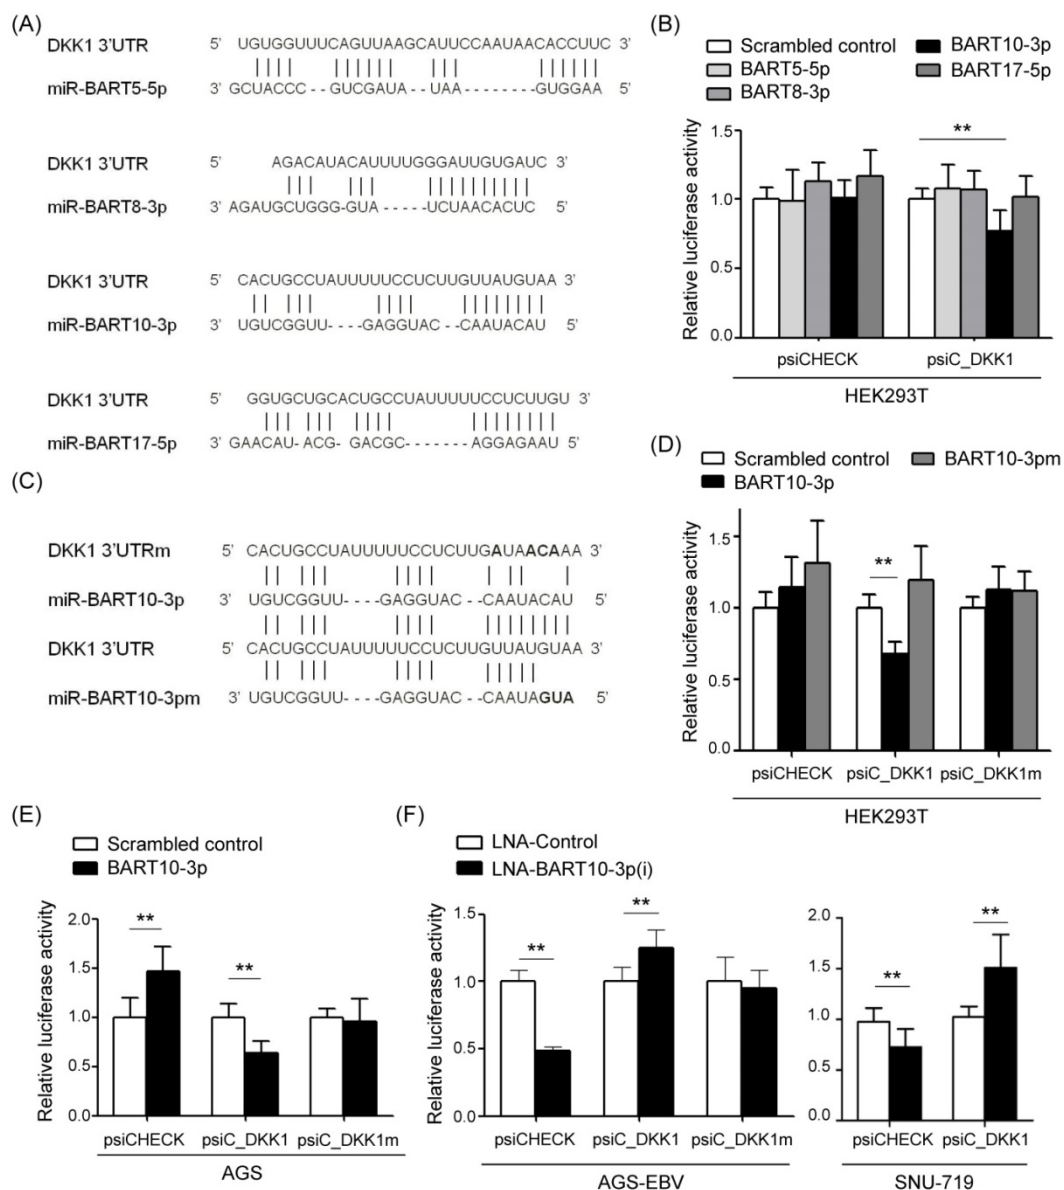 (A)
DKK1 3'UTR 5' UGUGGUUUCAGUUAAGCAUUCCAAUAACACCUUC 3'
miR-BART5-5p 3' GCUACCC - - GUCGAUA - - UAA - - - - - - - - GUGGAA 5'
DKK1 3'UTR 5' AGACAUACAUUUUGGGAUUGUGAUC 3'
miR-BART8-3p 3' AGAUGCUGGG-GUA - - - - - UCUAACACUC 5'
DKK1 3'UTR 5' CACUGCCUAUUUUUCCUCUUGUUAUGUAA 3'
miR-BART10-3p 3' UGUCGGUU - - - - GAGGUAC - - CAAUACAU 5'
DKK1 3'UTR 5' GGUGCUGCACUGCCUAUUUUUCCUCUUGU 3'
miR-BART17-5p 3' GAACAU-ACG- GACGC- - - - - - - AGGAGAAU 5'
(B)
Scrambled control
BART5-5p
BART8-3p
BART10-3p
BART17-5p
Relative luciferase activity
1.5
1.0
0.5
0.0
**
psiCHECK psiC_DKK1
HEK293T
(C)
DKK1 3'UTRm 5' CACUGCCUAUUUUUCCUCUUGAUAACAAA 3'
miR-BART10-3p 3' UGUCGGUU- - - - GAGGUAC - - CAAUACAU 5'
DKK1 3'UTR 5' CACUGCCUAUUUUUCCUCUUGUUAUGUAA 3'
miR-BART10-3pm 3' UGUCGGUU- - - - GAGGUAC - - CAAUAGUA 5'
(D)
Scrambled control
BART10-3p
BART10-3pm
Relative luciferase activity
1.5
1.0
0.5
0.0
**
psiCHECK psiC_DKK1 psiC_DKK1m
HEK293T
(E)
Scrambled control
BART10-3p
Relative luciferase activity
2.0
1.5
1.0
0.5
0.0
** **
psiCHECK psiC_DKK1 psiC_DKK1m
AGS
(F)
LNA-Control
LNA-BART10-3p(i)
Relative luciferase activity
1.5
1.0
0.5
0.0
** **
psiCHECK psiC_DKK1 psiC_DKK1m
AGS-EBV
2.0
1.5
1.0
0.5
0.0
** **
psiCHECK psiC_DKK1
SNU-719